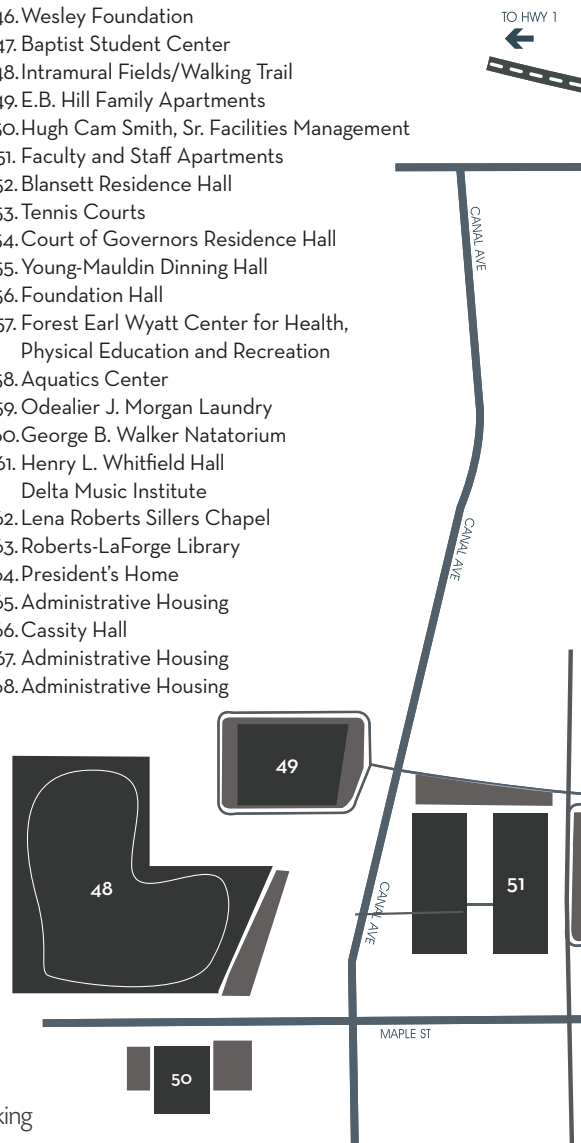 46. Wesley Foundation
47. Baptist Student Center
48. Intramural Fields/Walking Trail
49. E.B. Hill Family Apartments
50. Hugh Cam Smith, Sr. Facilities Management
51. Faculty and Staff Apartments
52. Blansett Residence Hall
53. Tennis Courts
54. Court of Governors Residence Hall
55. Young-Mauldin Dinning Hall
56. Foundation Hall
57. Forest Earl Wyatt Center for Health,
Physical Education and Recreation
58. Aquatics Center
59. Odealier J. Morgan Laundry
60. George B. Walker Natatorium
61. Henry L. Whitfield Hall
Delta Music Institute
62. Lena Roberts Sillers Chapel
63. Roberts-LaForge Library
64. President's Home
65. Administrative Housing
66. Cassity Hall
67. Administrative Housing
68. Administrative Housing
TO HWY 1
CANAL AVE
CANAL AVE
49
48
51
CANAL AVE
MAPLE ST
50